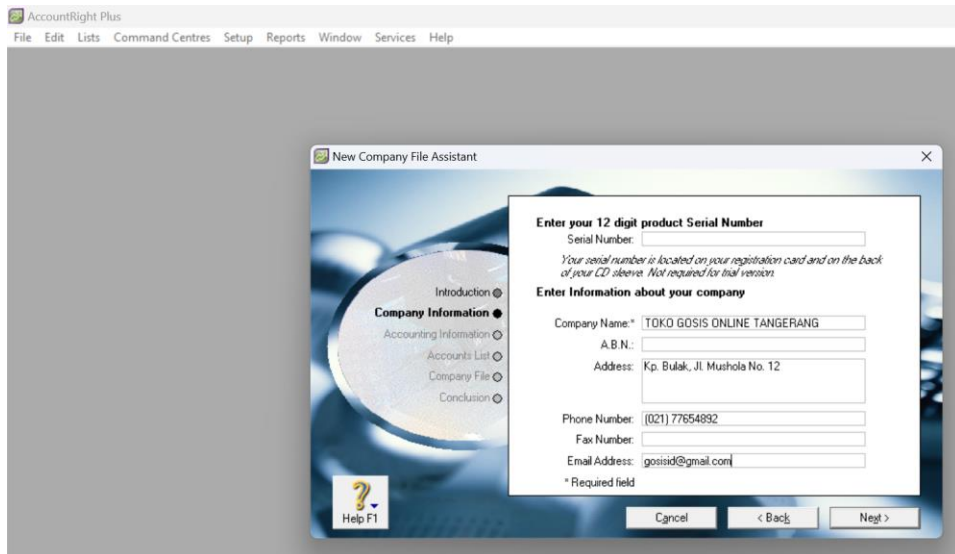 AccountRight Plus
File Edit Lists Command Centres Setup Reports Window Services Help
New Company File Assistant
Enter your 12 digit product Serial Number
Serial Number:
Your serial number is located on your registration card and on the back
of your CD sleeve. Not required for trial version.
Introduction
Enter Information about your company
Company Information
Company Name:* TOKO GOSIS ONLINE TANGERANG
Accounting Information
A.B.N.:
Accounts List
Address: Kp. Bulak, Jl. Mushola No. 12
Company File
Conclusion
Phone Number: (021) 77654892
Fax Number:
Email Address: gosisid@gmail.com
* Required field
Help F1
Cancel < Back Next >